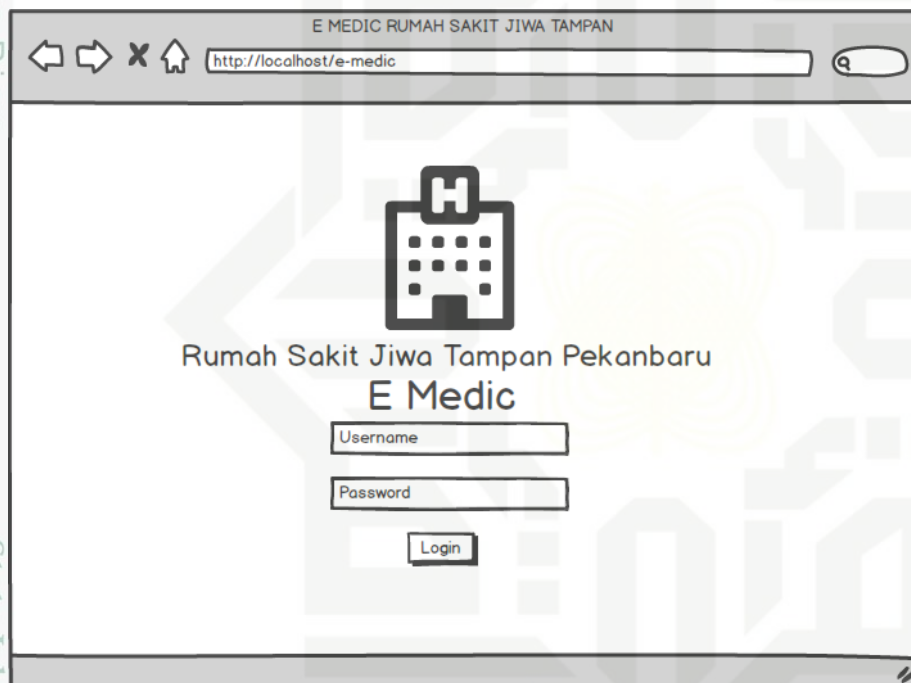 E MEDIC RUMAH SAKIT JIWA TAMPAN
http://localhost/e-medic
H
Rumah Sakit Jiwa Tampan Pekanbaru
E Medic
Username
Password
Login